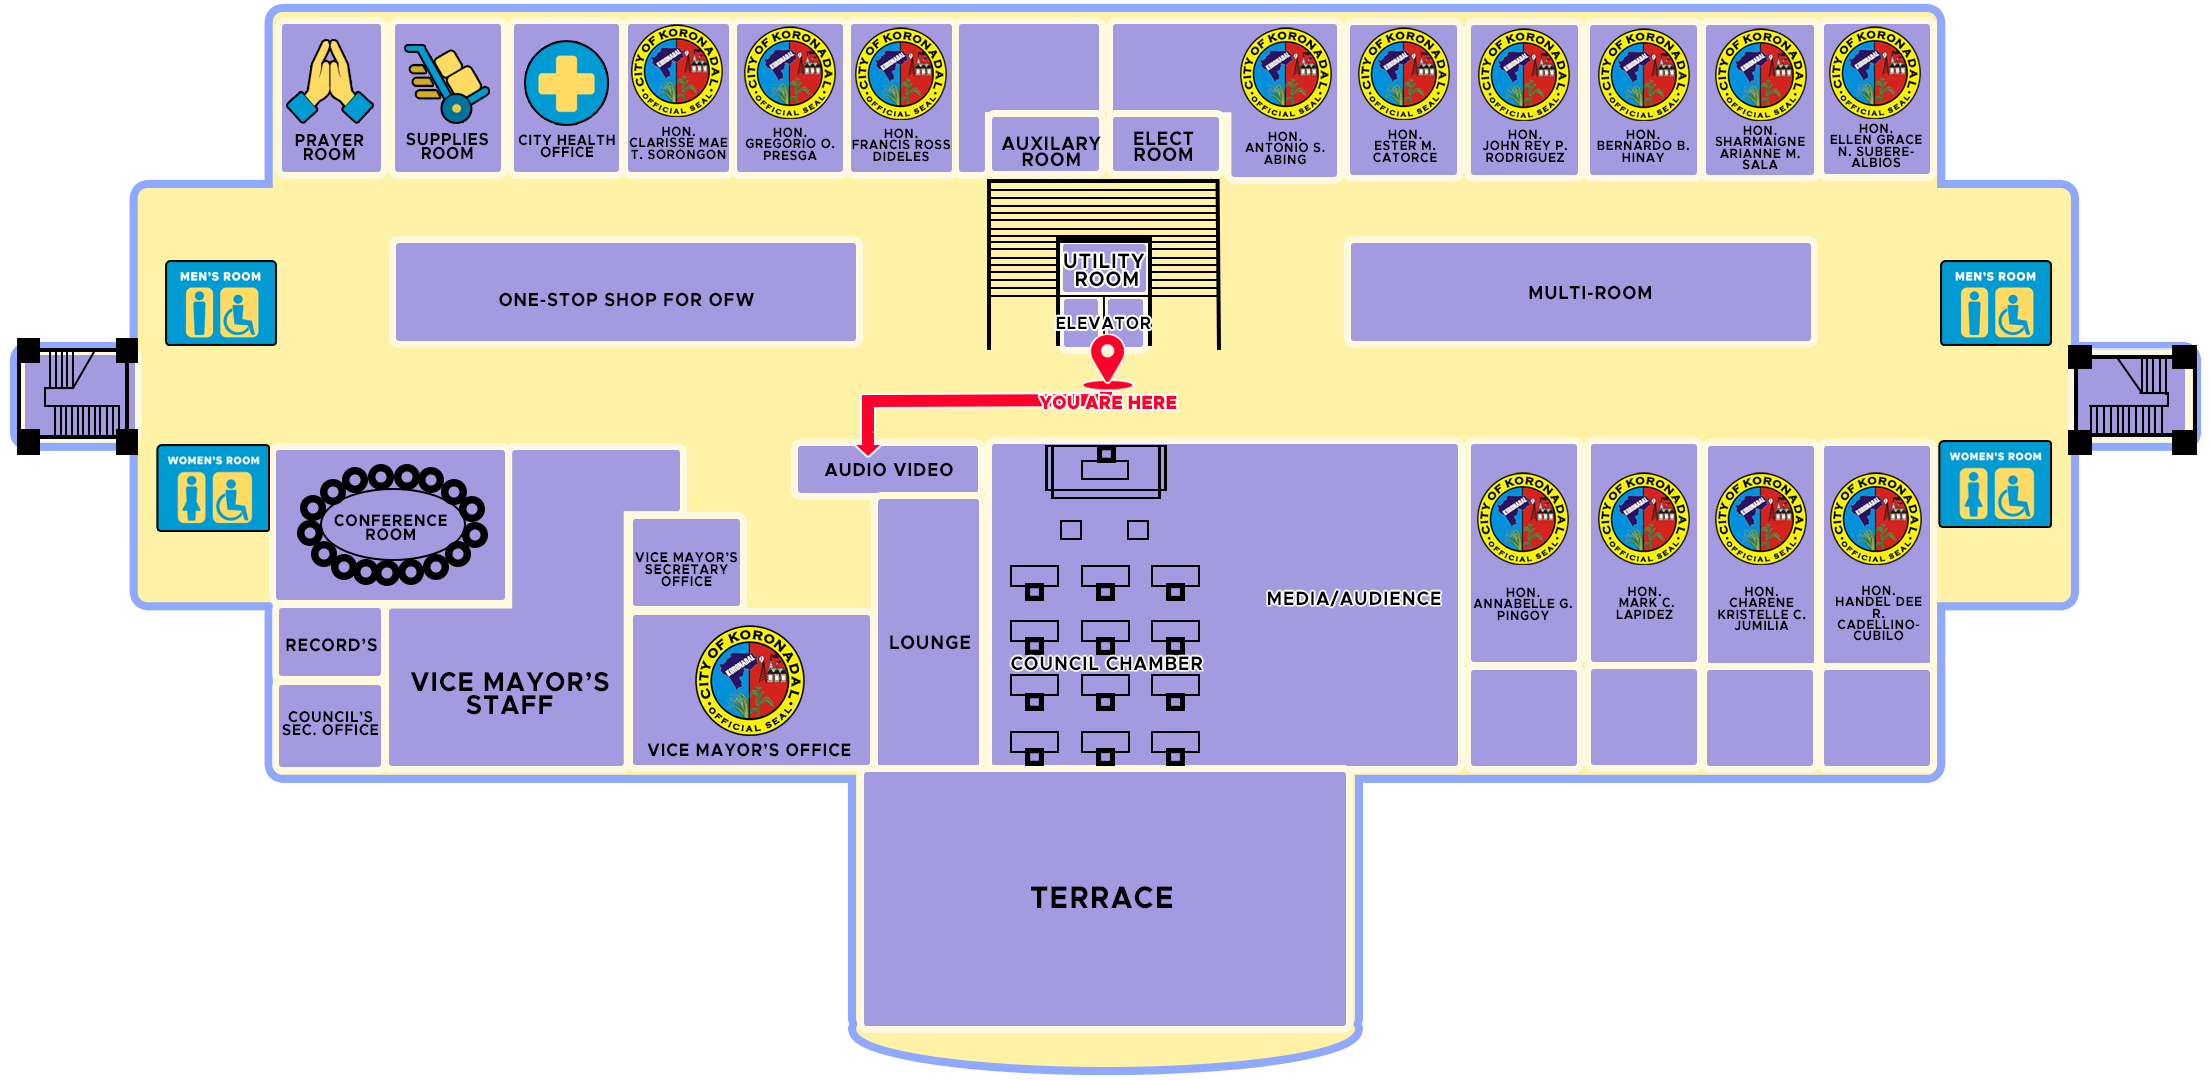 PRAYER
ROOM
SUPPLIES
ROOM
CITY HEALTH
OFFICE
CITY OF KORONADAL
OFFICIAL SEAL
HON.
CLARISSE MAE
T. SORONGON
CITY OF KORONADAL
OFFICIAL SEAL
HON.
GREGORIO O.
PRESGA
CITY OF KORONADAL
OFFICIAL SEAL
HON.
FRANCIS ROSS
DIDELES
AUXILARY
ROOM
ELECT
ROOM
CITY OF KORONADAL
OFFICIAL SEAL
HON.
ANTONIO S.
ABING
CITY OF KORONADAL
OFFICIAL SEAL
HON.
ESTER M.
CATORCE
CITY OF KORONADAL
OFFICIAL SEAL
HON.
JOHN REY P.
RODRIGUEZ
CITY OF KORONADAL
OFFICIAL SEAL
HON.
BERNARDO B.
HINAY
CITY OF KORONADAL
OFFICIAL SEAL
HON.
SHARMAIGNE
ARIANNE M.
SALA
CITY OF KORONADAL
OFFICIAL SEAL
HON.
ELLEN GRACE
N. SUBERE-
ALBIOS
MEN'S ROOM
ONE-STOP SHOP FOR OFW
UTILITY
ROOM
ELEVATOR
MULTI-ROOM
MEN'S ROOM
YOU ARE HERE
WOMEN'S ROOM
CONFERENCE
ROOM
AUDIO VIDEO
VICE MAYOR'S
SECRETARY
OFFICE
RECORD'S
COUNCIL'S
SEC. OFFICE
VICE MAYOR'S
STAFF
CITY OF KORONADAL
OFFICIAL SEAL
VICE MAYOR'S OFFICE
LOUNGE
COUNCIL CHAMBER
MEDIA/AUDIENCE
CITY OF KORONADAL
OFFICIAL SEAL
HON.
ANNABELLE G.
PINGOY
CITY OF KORONADAL
OFFICIAL SEAL
HON.
MARK C.
LAPIDEZ
CITY OF KORONADAL
OFFICIAL SEAL
HON.
CHARENE
KRISTELLE C.
JUMILIA
CITY OF KORONADAL
OFFICIAL SEAL
HON.
HANDEL DEE
R.
CADELLINO-
CUBILO
WOMEN'S ROOM
TERRACE